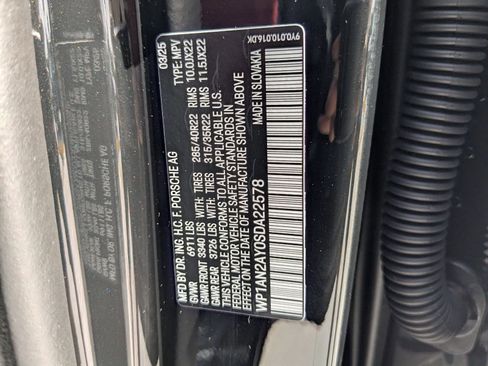 MFD BY DR. ING. H.C. F. PORSCHE AG 03/25
GVWR 6911 LBS TYPE: MPV
GAWR FRONT 3340 LBS WITH TIRES 285/40R22 RIMS 10.0JX22
GAWR REAR 3726 LBS WITH TIRES 315/35R22 RIMS 11.5JX22
THIS VEHICLE CONFORMS TO ALL APPLICABLE U.S.
FEDERAL MOTOR VEHICLE SAFETY STANDARDS IN
EFFECT ON THE DATE OF MANUFACTURE SHOWN ABOVE
WP1AN2AY0SDA22578 MADE IN SLOVAKIA
9Y0.010.016.DK